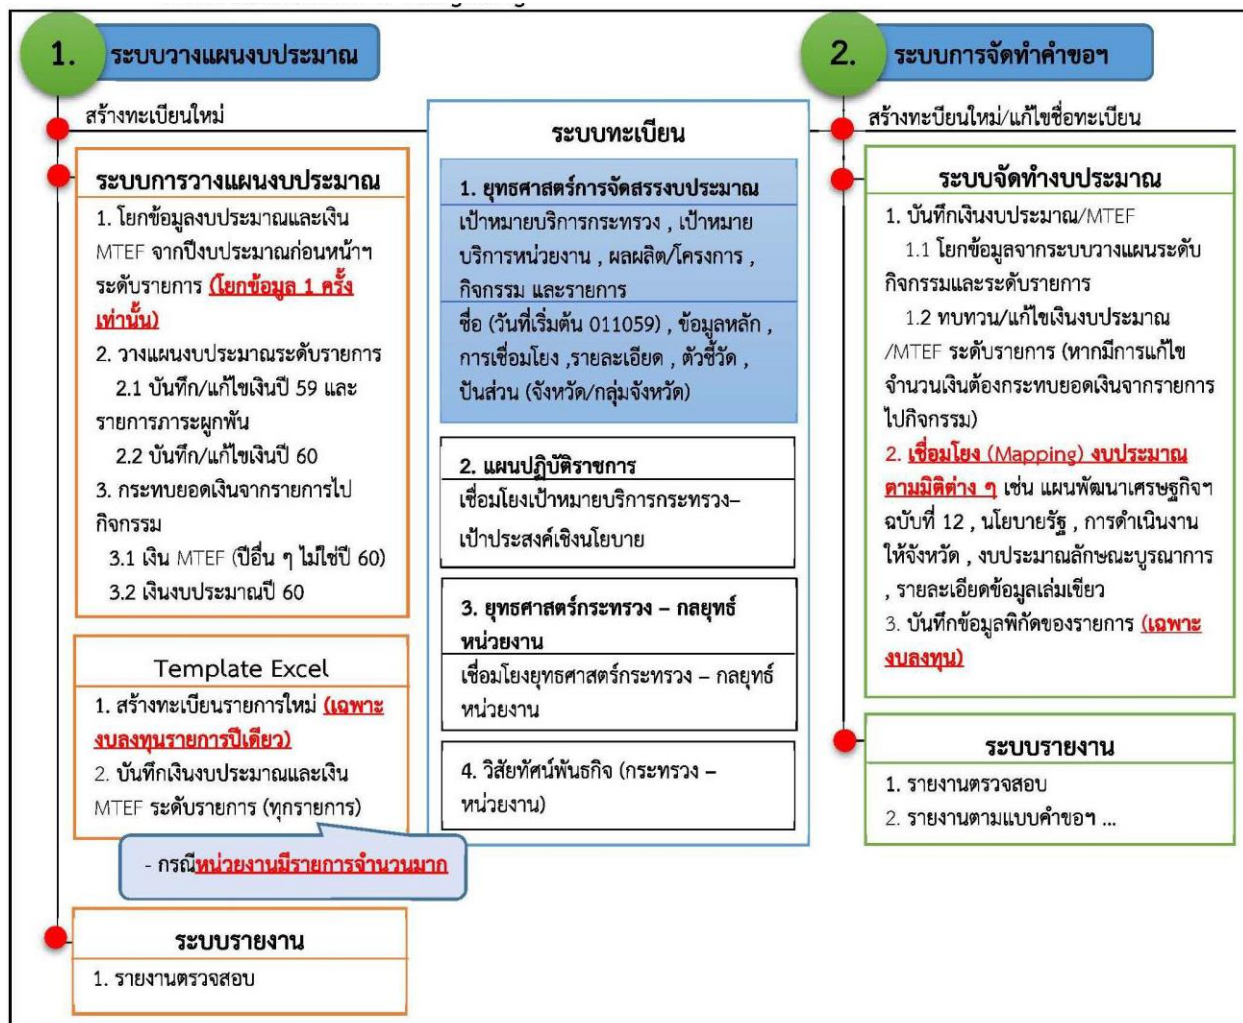 1. ระบบวางแผนงบประมาณ
สร้างทะเบียนใหม่
ระบบการวางแผนงบประมาณ
1. โยกข้อมูลงบประมาณและเงิน
MTEF จากปีงบประมาณก่อนหน้าฯ
ระดับรายการ (โยกข้อมูล 1 ครั้ง
เท่านั้น)
2. วางแผนงบประมาณระดับรายการ
2.1 บันทึก/แก้ไขเงินปี 59 และ
รายการภาระผูกพัน
2.2 บันทึก/แก้ไขเงินปี 60
3. กระทบยอดเงินจากรายการไป
กิจกรรม
3.1 เงิน MTEF (ปีอื่น ๆ ไม่ใช่ปี 60)
3.2 เงินงบประมาณปี 60
Template Excel
1. สร้างทะเบียนรายการใหม่ (เฉพาะ
งบลงทุนรายการปีเดียว)
2. บันทึกเงินงบประมาณและเงิน
MTEF ระดับรายการ (ทุกรายการ)
- กรณีหน่วยงานมีรายการจำนวนมาก
ระบบรายงาน
1. รายงานตรวจสอบ
ระบบทะเบียน
1. ยุทธศาสตร์การจัดสรรงบประมาณ
เป้าหมายบริการกระทรวง , เป้าหมาย
บริการหน่วยงาน , ผลผลิต/โครงการ ,
กิจกรรม และรายการ
ชื่อ (วันที่เริ่มต้น 011059) , ข้อมูลหลัก ,
การเชื่อมโยง ,รายละเอียด , ตัวชี้วัด ,
ปันส่วน (จังหวัด/กลุ่มจังหวัด)
2. แผนปฏิบัติราชการ
เชื่อมโยงเป้าหมายบริการกระทรวง–
เป้าประสงค์เชิงนโยบาย
3. ยุทธศาสตร์กระทรวง – กลยุทธ์
หน่วยงาน
เชื่อมโยงยุทธศาสตร์กระทรวง – กลยุทธ์
หน่วยงาน
4. วิสัยทัศน์พันธกิจ (กระทรวง –
หน่วยงาน)
2. ระบบการจัดทำคำขอฯ
สร้างทะบียนใหม่/แก้ไขชื่อทะเบียน
ระบบจัดทำงบประมาณ
1. บันทึกเงินงบประมาณ/MTEF
1.1 โยกข้อมูลจากระบบวางแผนระดับ
กิจกรรมและระดับรายการ
1.2 ทบทวน/แก้ไขเงินงบประมาณ
/MTEF ระดับรายการ (หากมีการแก้ไข
จำนวนเงินต้องกระทบยอดเงินจากรายการ
ไปกิจกรรม)
2. เชื่อมโยง (Mapping) งบประมาณ
ตามมิติต่าง ๆ เช่น แผนพัฒนาเศรษฐกิจฯ
ฉบับที่ 12 , นโยบายรัฐ , การดำเนินงาน
ให้จังหวัด , งบประมาณลักษณะบูรณาการ
, รายละเอียดข้อมูลเล่มเขียว
3. บันทึกข้อมูลพิกัดของรายการ (เฉพาะ
งบลงทุน)
ระบบรายงาน
1. รายงานตรวจสอบ
2. รายงานตามแบบคำขอฯ ...